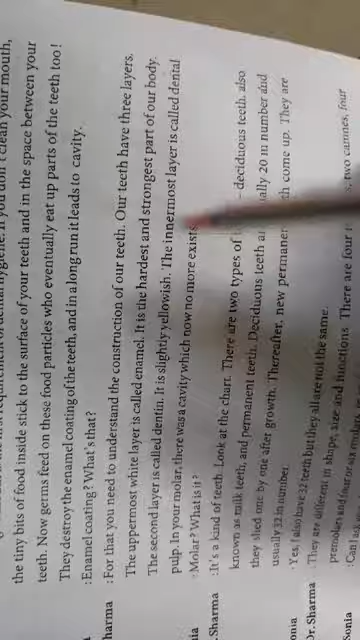 the tiny bits of food inside stick to the surface of your teeth and in the space between your
teeth. Now germs feed on these food particles who eventually eat up parts of the teeth too!
They destroy the enamel coating of the teeth, and in a long run it leads to cavity.
: Enamel coating? What's that?
harma : For that you need to understand the construction of our teeth. Our teeth have three layers.
The uppermost white layer is called enamel. It is the hardest and strongest part of our body.
The second layer is called dentin. It is slightly yellowish. The innermost layer is called dental
pulp. In your molar, there was a cavity which now no more exists
nia : Molar? What is it?
.Sharma : It's a kind of teeth. Look at the chart. There are two types of – deciduous teeth, also
known as milk teeth, and permanent teeth. Deciduous teeth ally 20 in number and
they shed one by one after growth. Thereafter, new permanen come up. They are
usually 32 in number.
onia : Yes, I also have 32 teeth but they all are not the same.
Dr. Sharma : They are different in shape, size and functions. There are four two canines, four
premolars and four or six
Sonia : Can I